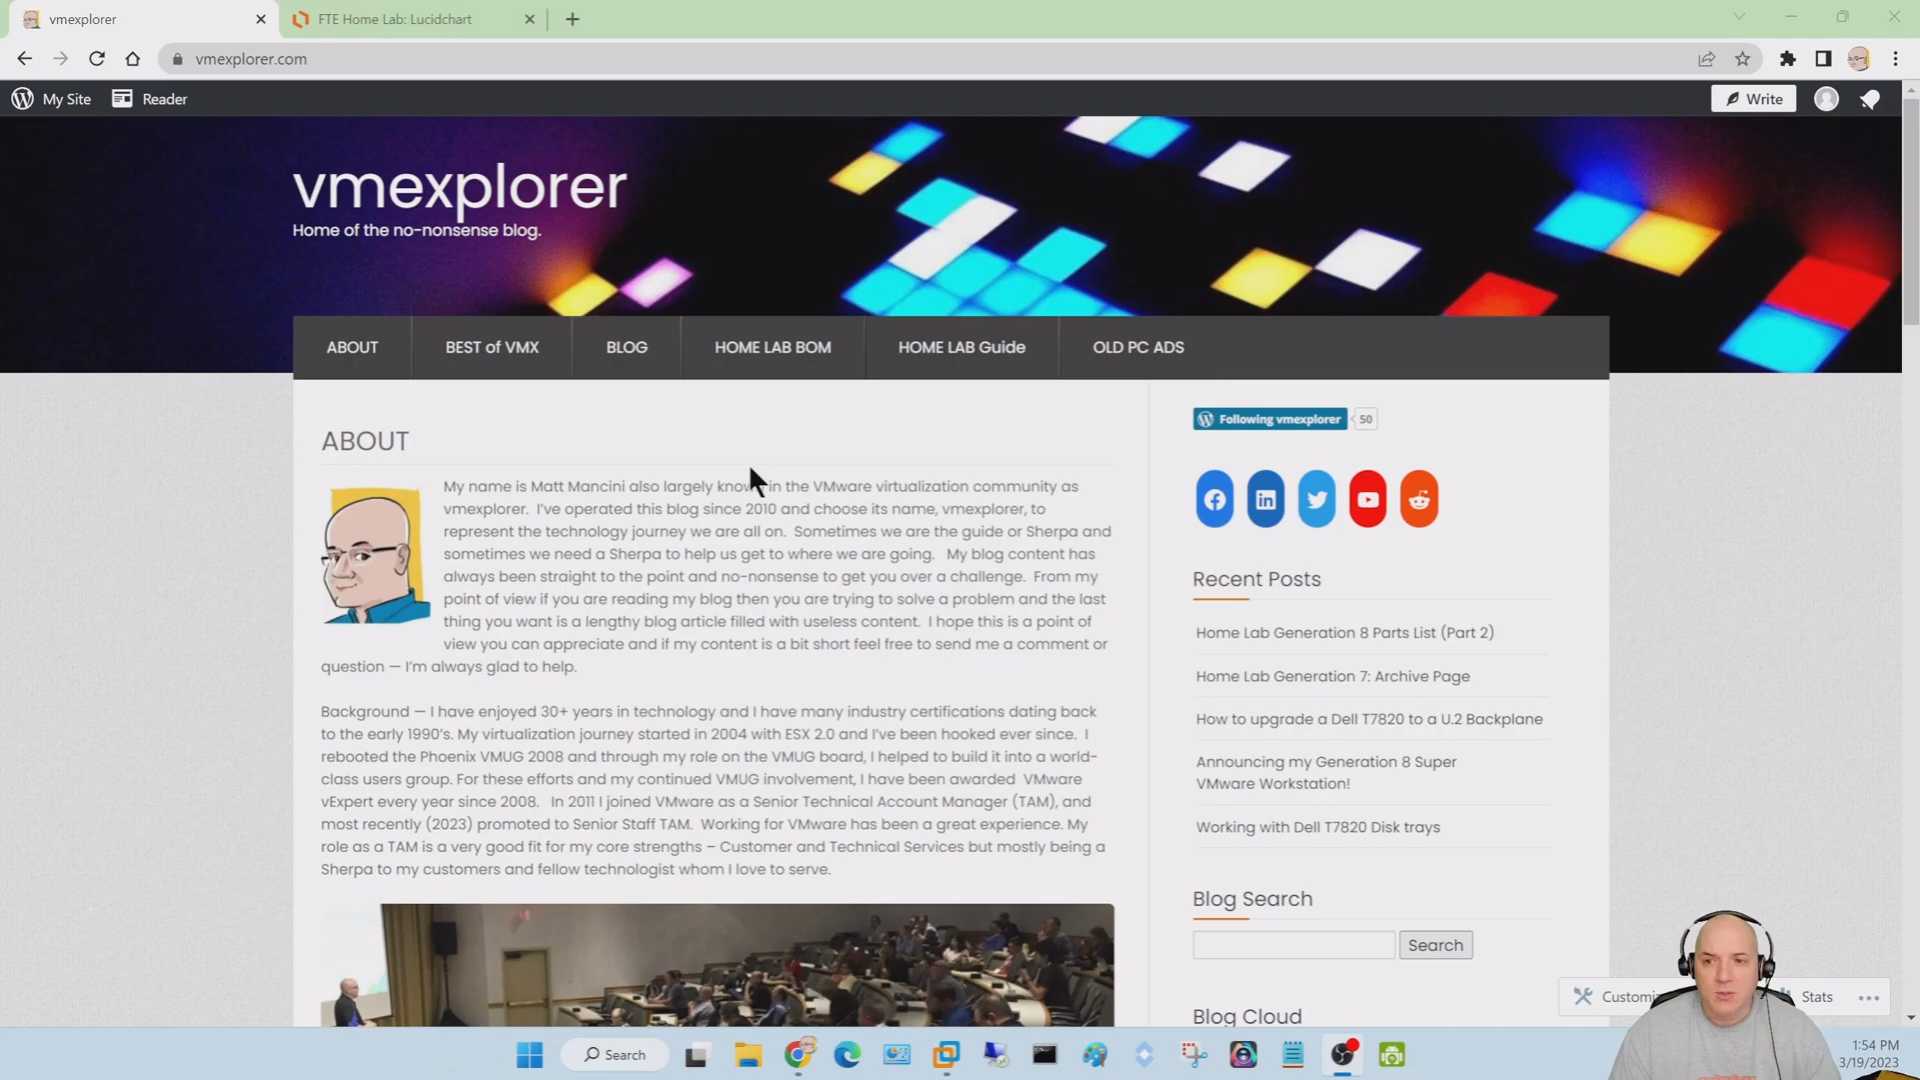 vmexplorer
FTE Home Lab: Lucidchart
vmexplorer.com
My Site
Reader
Write
vmexplorer
Home of the no-nonsense blog.
ABOUT
BEST of VMX
BLOG
HOME LAB BOM
HOME LAB Guide
OLD PC ADS
ABOUT
My name is Matt Mancini also largely known in the VMware virtualization community as
vmexplorer. I've operated this blog since 2010 and choose its name, vmexplorer, to
represent the technology journey we are all on. Sometimes we are the guide or Sherpa and
sometimes we need a Sherpa to help us get to where we are going. My blog content has
always been straight to the point and no-nonsense to get you over a challenge. From my
point of view if you are reading my blog then you are trying to solve a problem and the last
thing you want is a lengthy blog article filled with useless content. I hope this is a point of
view you can appreciate and if my content is a bit short feel free to send me a comment or
question — I'm always glad to help.
Background — I have enjoyed 30+ years in technology and I have many industry certifications dating back
to the early 1990's. My virtualization journey started in 2004 with ESX 2.0 and I've been hooked ever since. I
rebooted the Phoenix VMUG 2008 and through my role on the VMUG board, I helped to build it into a world-
class users group. For these efforts and my continued VMUG involvement, I have been awarded VMware
vExpert every year since 2008. In 2011 I joined VMware as a Senior Technical Account Manager (TAM), and
most recently (2023) promoted to Senior Staff TAM. Working for VMware has been a great experience. My
role as a TAM is a very good fit for my core strengths – Customer and Technical Services but mostly being a
Sherpa to my customers and fellow technologist whom I love to serve.
Following vmexplorer
50
Recent Posts
Home Lab Generation 8 Parts List (Part 2)
Home Lab Generation 7: Archive Page
How to upgrade a Dell T7820 to a U.2 Backplane
Announcing my Generation 8 Super
VMware Workstation!
Working with Dell T7820 Disk trays
Blog Search
Search
Blog Cloud
Stats
Search
1:54 PM
3/19/2023